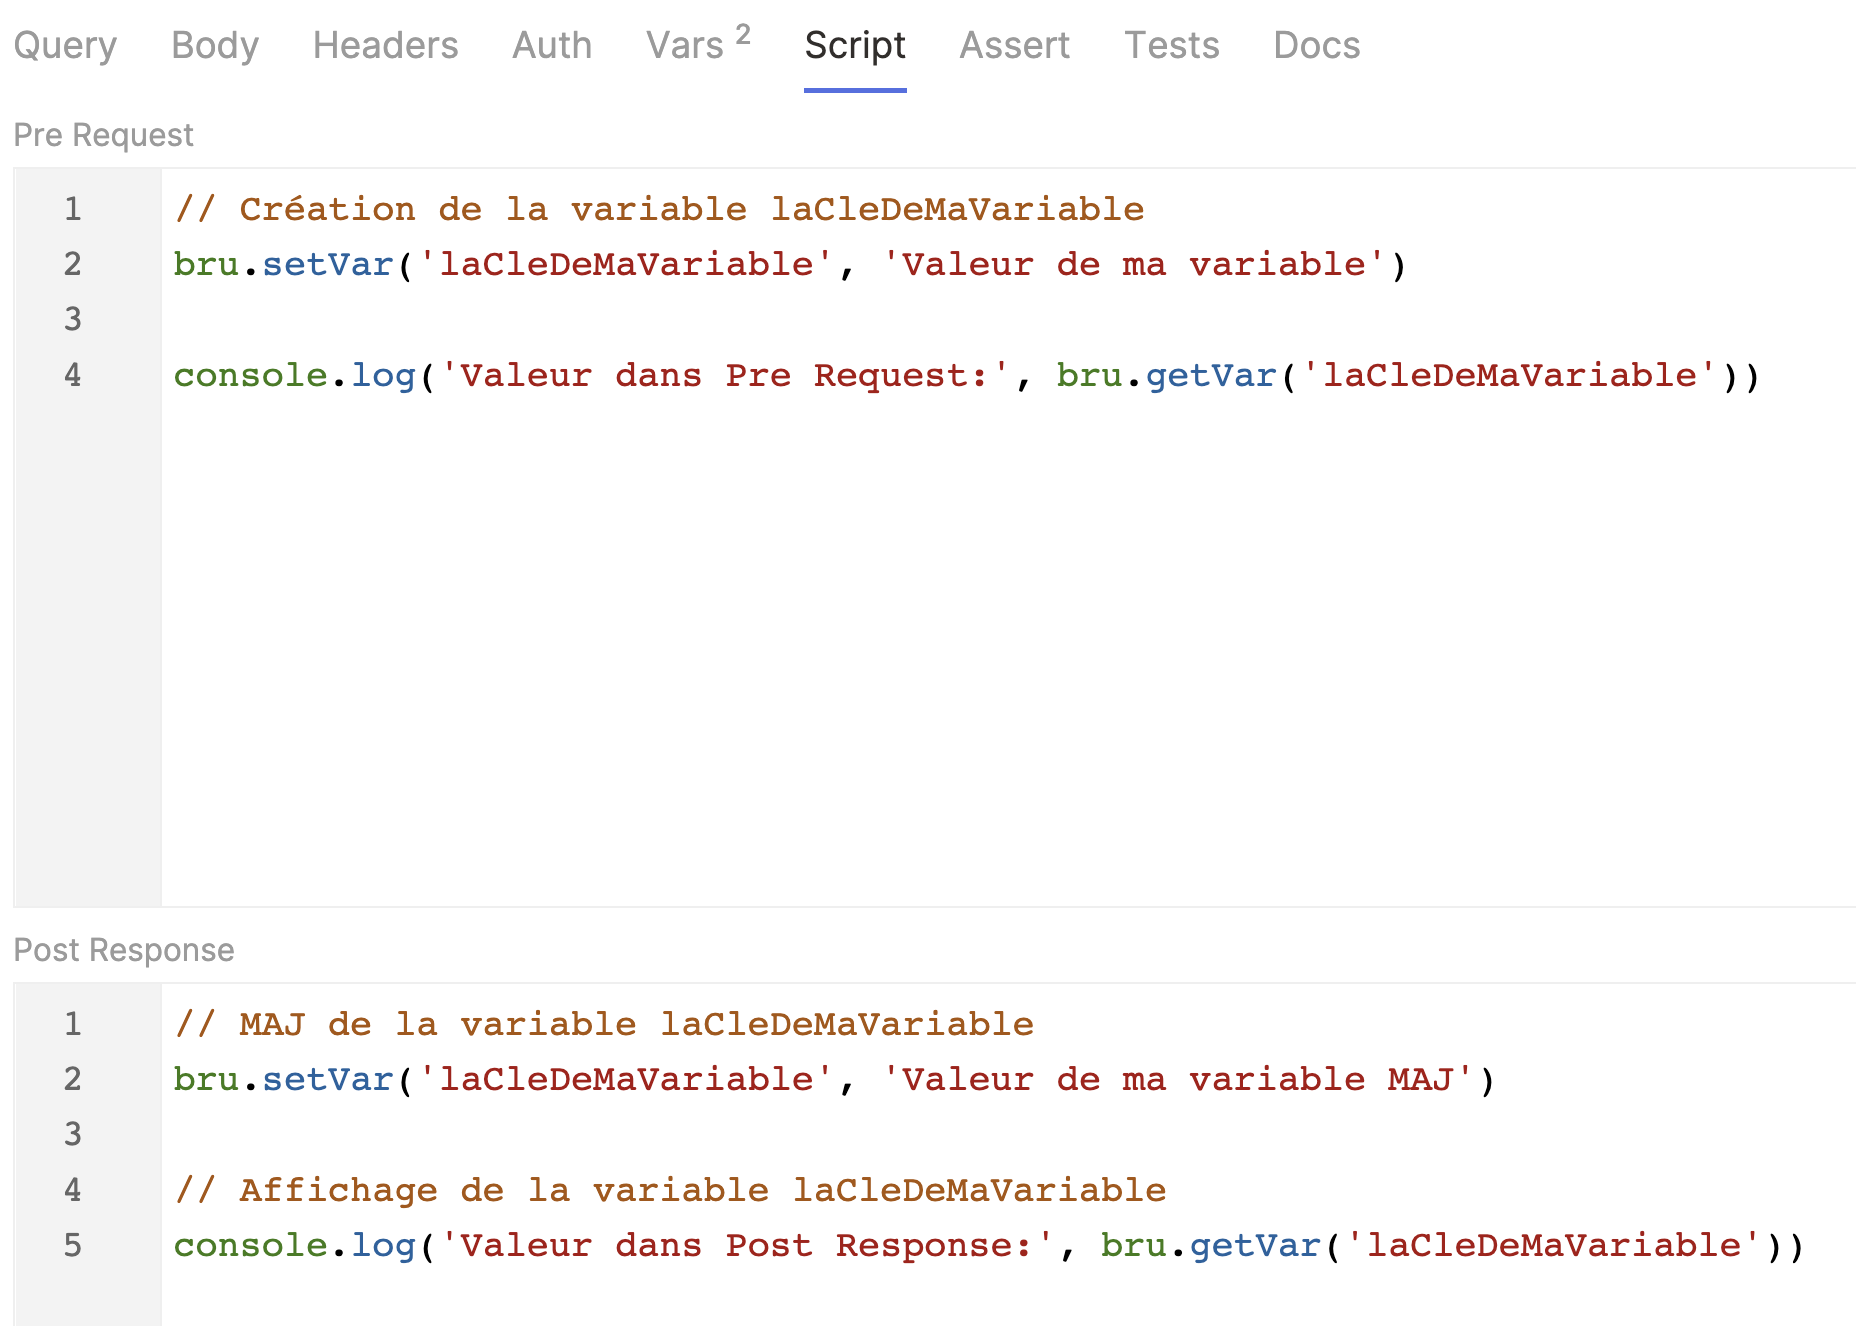 Query Body Headers Auth Vars 2 Script Assert Tests Docs
Pre Request
1 // Création de la variable laCleDeMaVariable
2 bru.setVar('laCleDeMaVariable', 'Valeur de ma variable')
3
4 console.log('Valeur dans Pre Request:', bru.getVar('laCleDeMaVariable'))
Post Response
1 // MAJ de la variable laCleDeMaVariable
2 bru.setVar('laCleDeMaVariable', 'Valeur de ma variable MAJ')
3
4 // Affichage de la variable laCleDeMaVariable
5 console.log('Valeur dans Post Response:', bru.getVar('laCleDeMaVariable'))